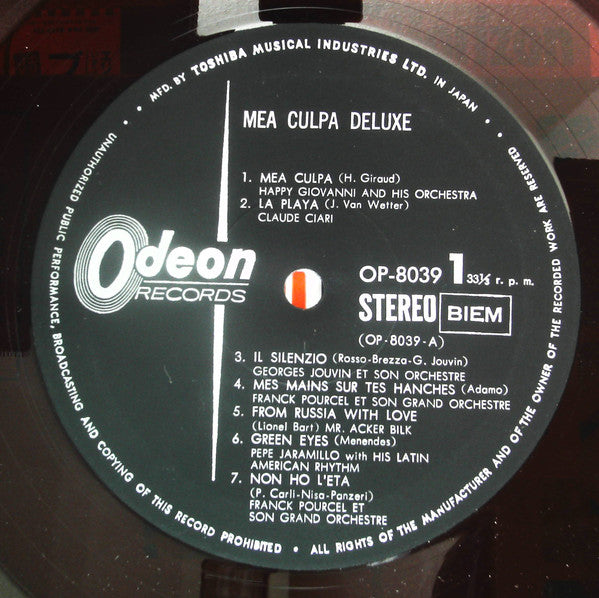 MFD. BY TOSHIBA MUSICAL INDUSTRIES LTD. IN JAPAN
MEA CULPA DELUXE
1. MEA CULPA (H. Giraud)
HAPPY GIOVANNI AND HIS ORCHESTRA
2. LA PLAYA (J. Van Wetter)
CLAUDE CIARI
Odeon
RECORDS
OP-8039 1 33⅓ r. p. m.
STEREO BIEM
(OP-8039-A)
3. IL SILENZIO (Rosso-Brezza-G. Jouvin)
GEORGES JOUVIN ET SON ORCHESTRE
4. MES MAINS SUR TES HANCHES (Adamo)
FRANCK POURCEL ET SON GRAND ORCHESTRE
5. FROM RUSSIA WITH LOVE
(Lionel Bart) MR. ACKER BILK
6. GREEN EYES (Menendes)
PEPE JARAMILLO with HIS LATIN
AMERICAN RHYTHM
7. NON HO L'ETA
(P. Carli-Nisa-Panzeri)
FRANCK POURCEL ET
SON GRAND ORCHESTRE
UNAUTHORIZED PUBLIC PERFORMANCE, BROADCASTING AND COPYING OF THIS RECORD PROHIBITED • ALL RIGHTS OF THE MANUFACTURER AND OF THE OWNER OF THE RECORDED WORK ARE RESERVED